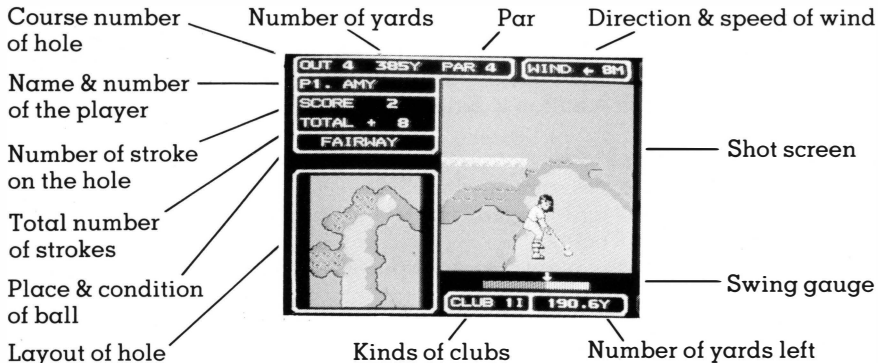 Course number
of hole
Number of yards
Par
Direction & speed of wind
OUT 4 385Y PAR 4
WIND ← 8M
Name & number
of the player
P1. AMY
SCORE 2
TOTAL + 8
FAIRWAY
Number of stroke
on the hole
Shot screen
Total number
of strokes
Place & condition
of ball
Swing gauge
Layout of hole
CLUB 1I 190.6Y
Kinds of clubs
Number of yards left